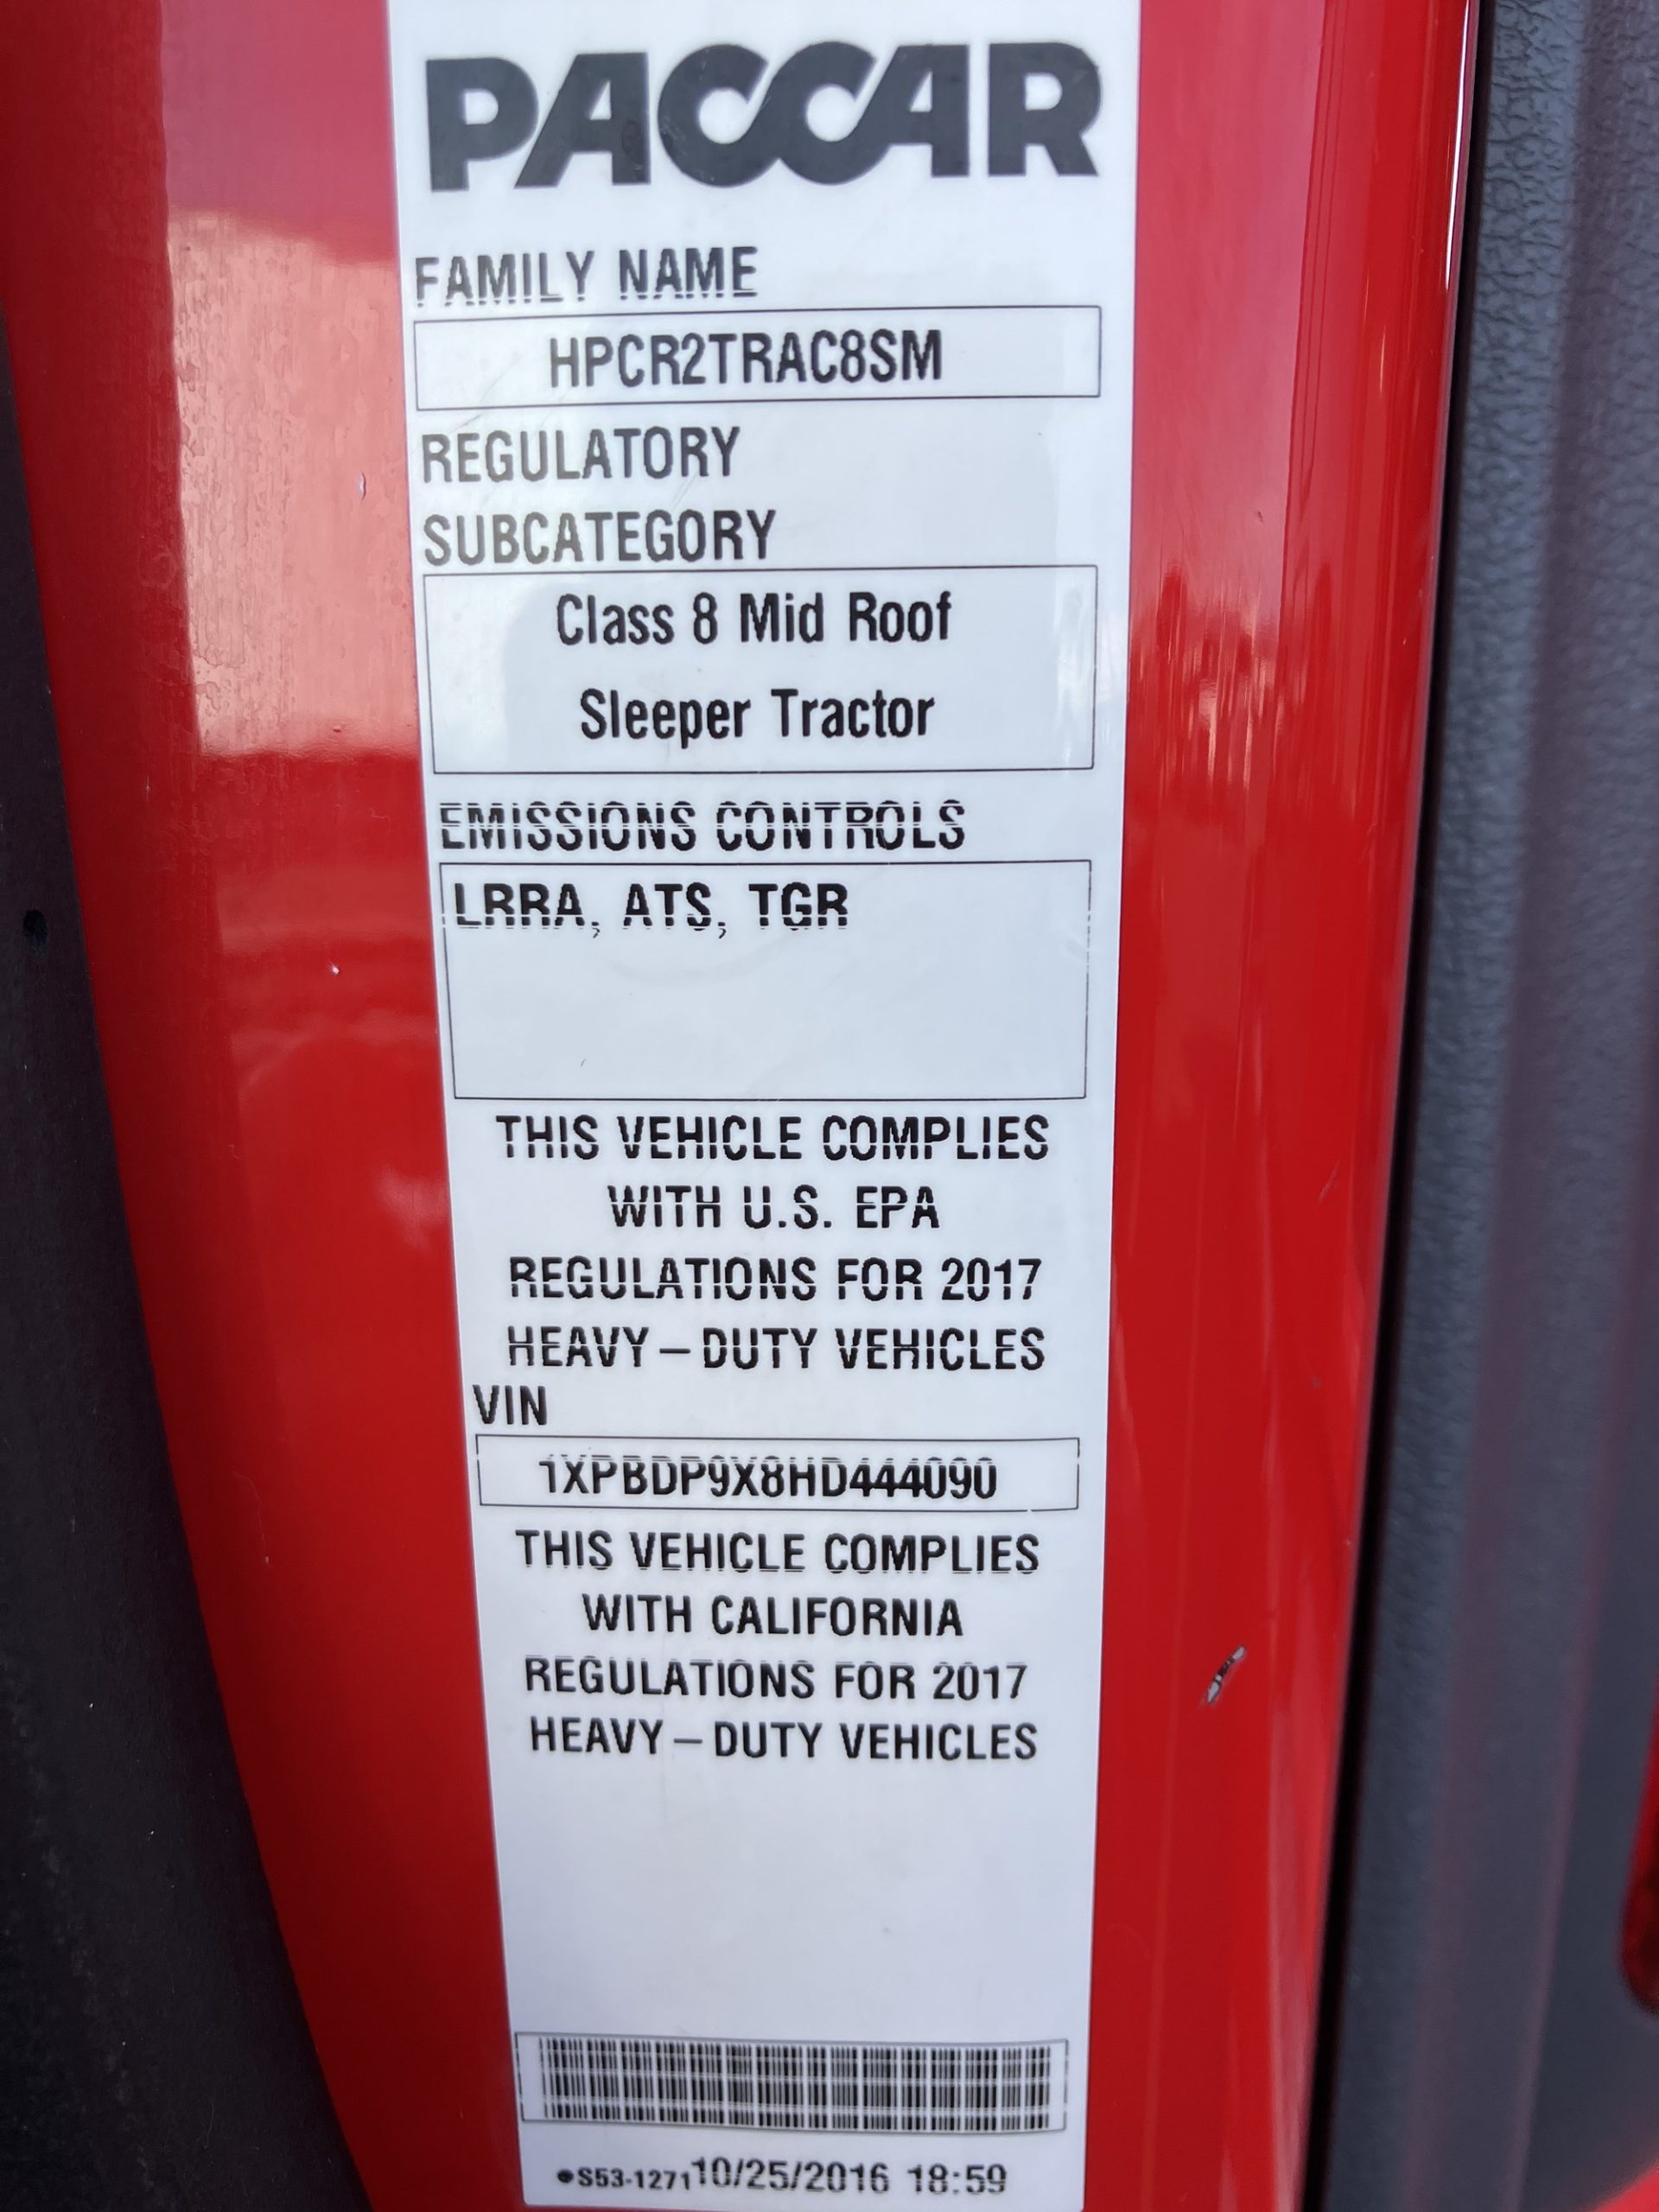 PACCAR
FAMILY NAME
HPCR2TRAC8SM
REGULATORY
SUBCATEGORY
Class 8 Mid Roof
Sleeper Tractor
EMISSIONS CONTROLS
LRRA, ATS, TGR
THIS VEHICLE COMPLIES
WITH U.S. EPA
REGULATIONS FOR 2017
HEAVY-DUTY VEHICLES
VIN
1XPBDP9X8HD444090
THIS VEHICLE COMPLIES
WITH CALIFORNIA
REGULATIONS FOR 2017
HEAVY-DUTY VEHICLES
•S53-1271 10/25/2016 18:59